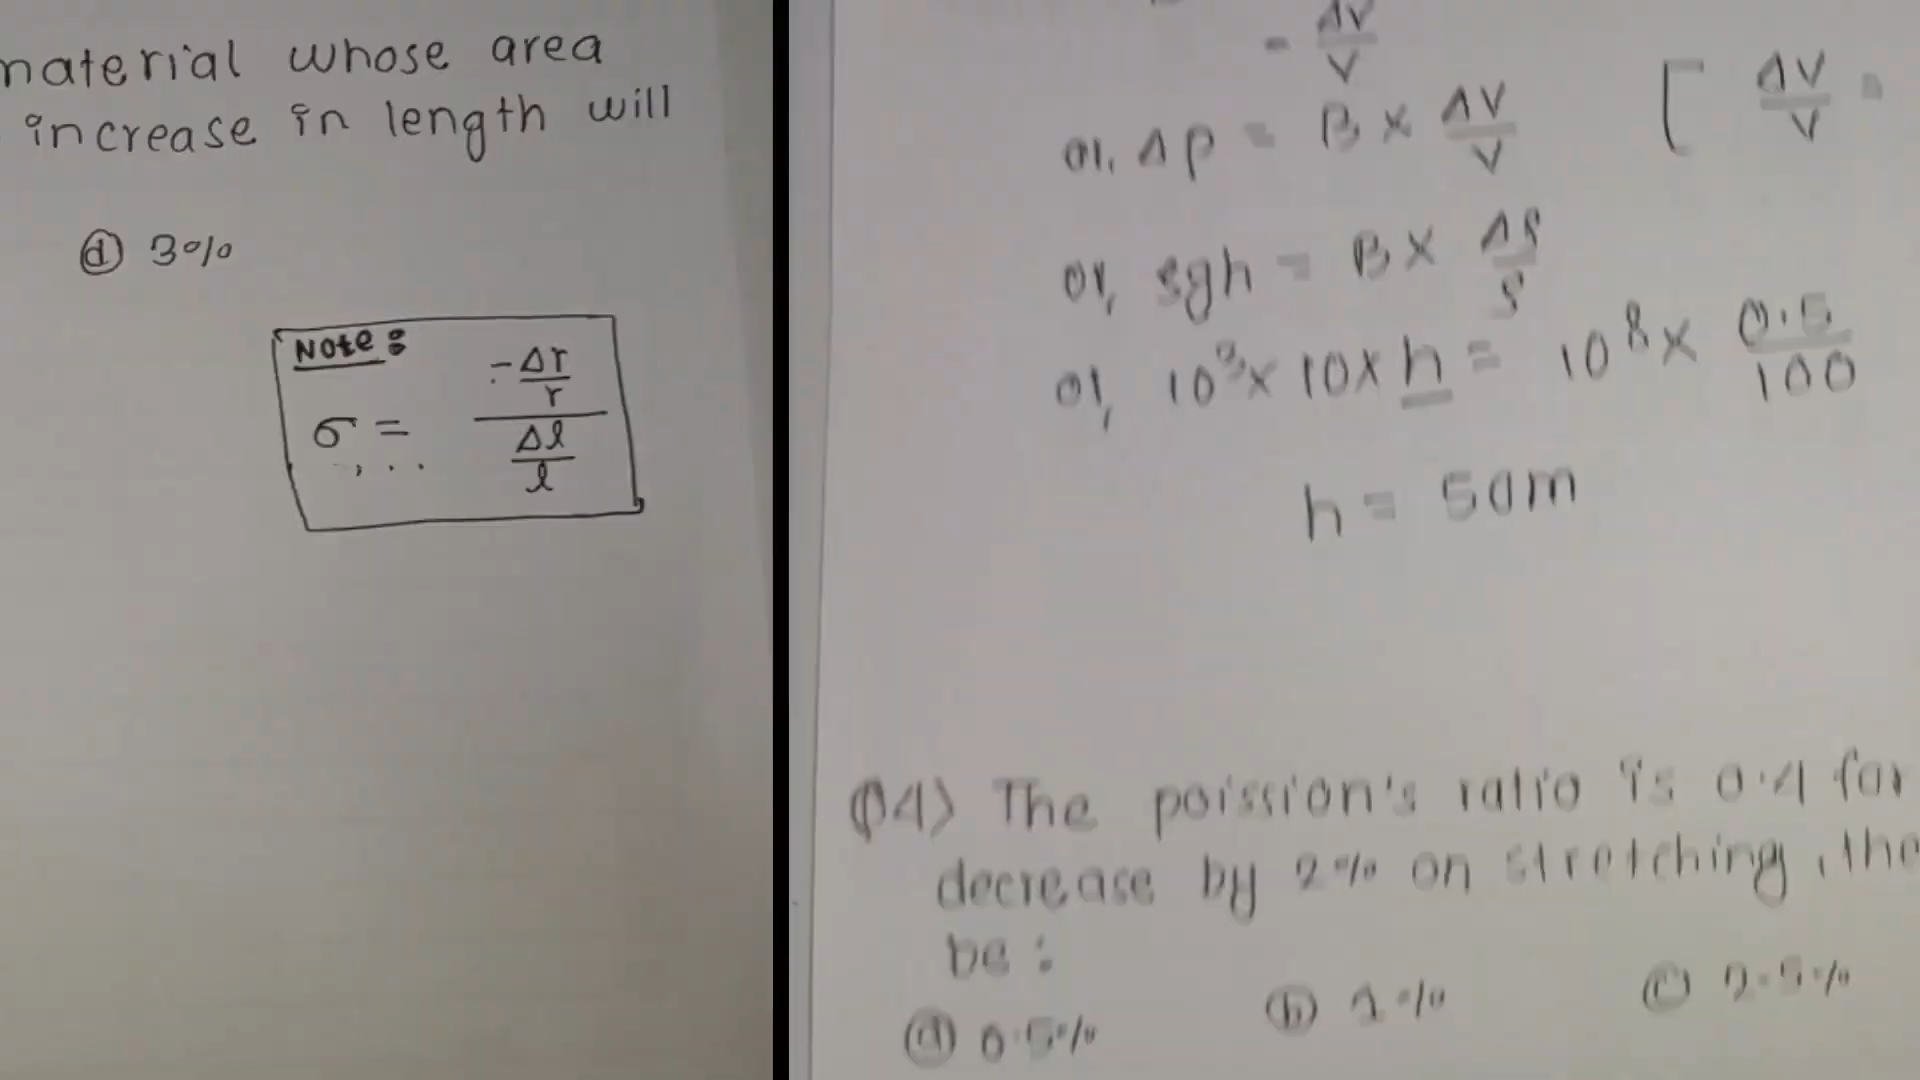 material whose area
increase in length will
ⓓ 3%
Note:
σ = -Δr/r / Δl/l
- ΔV/V
or, ΔP = B × ΔV/V [ ΔV/V =
or, ρgh = B × Δρ/ρ
or, 10³ × 10 × h = 10⁸ × 0.5/100
h = 50m
Q4) The poission's ratio is 0.4 for
decrease by 2% on stretching, the
be :
ⓐ 0.5% ⓑ 1% ⓒ 2.5%